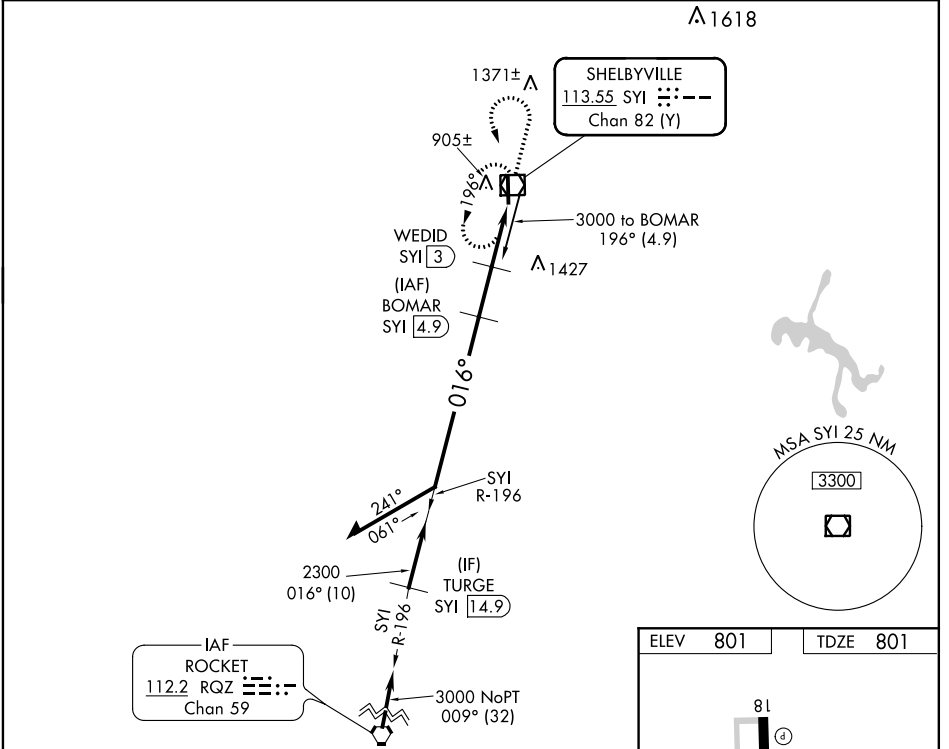 1618
1371±
SHELBYVILLE
113.55 SYI
Chan 82 (Y)
905±
196°
3000 to BOMAR
196° (4.9)
WEDID
SYI 3
1427
(IAF)
BOMAR
SYI 4.9
016°
MSA SYI 25 NM
3300
SYI
R-196
241°
061°
2300
016° (10)
(IF)
TURGE
SYI 14.9
SYI
R-196
IAF
ROCKET
112.2 RQZ
Chan 59
3000 NoPT
009° (32)
ELEV 801
TDZE 801
18
P